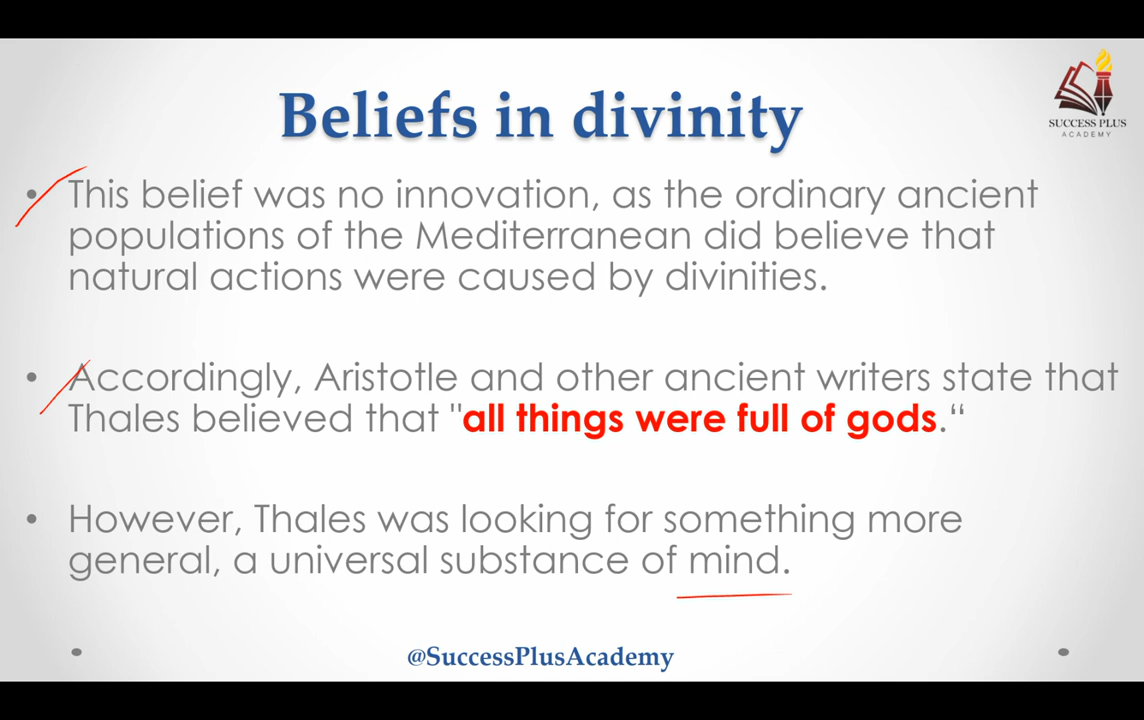 SUCCESS PLUS
ACADEMY
Beliefs in divinity
• This belief was no innovation, as the ordinary ancient
populations of the Mediterranean did believe that
natural actions were caused by divinities.
• Accordingly, Aristotle and other ancient writers state that
Thales believed that "all things were full of gods.“
• However, Thales was looking for something more
general, a universal substance of mind.
@SuccessPlusAcademy